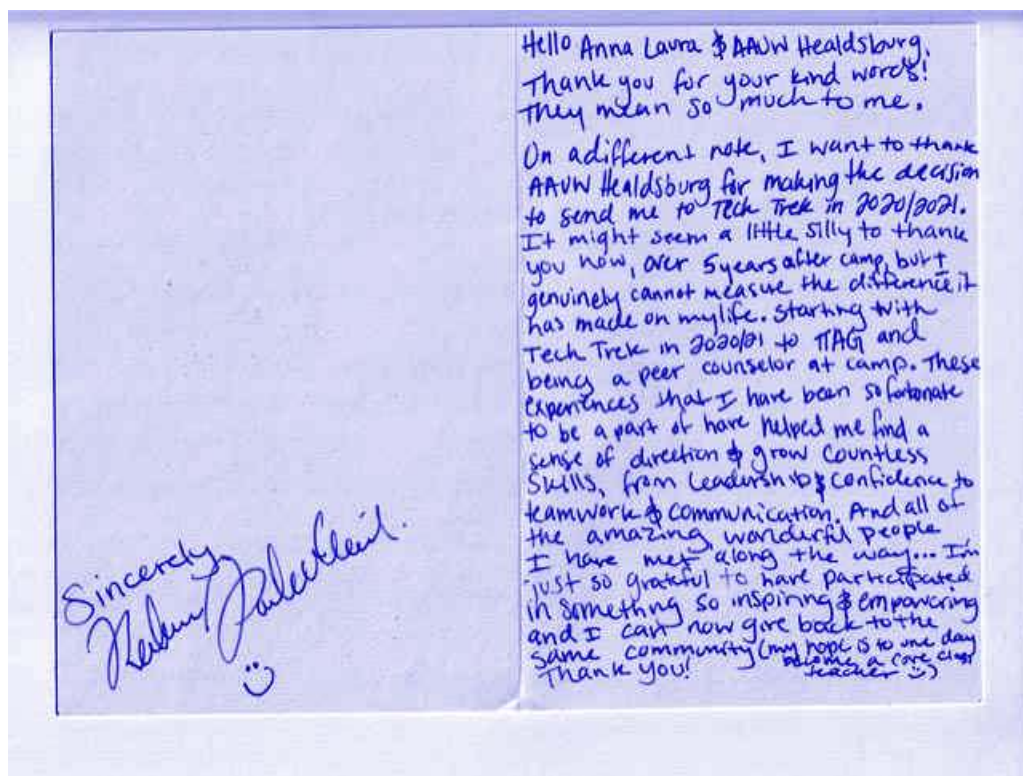 Hello Anna Laura & AAUW Healdsburg.
Thank you for your kind words!
They mean so much to me.
On a different note, I want to thank
AAUW Healdsburg for making the decision
to send me to Tech Trek in 2020/2021.
It might seem a little silly to thank
you now, over 5 years after camp, but I
genuinely cannot measure the difference it
has made on my life. Starting with
Tech Trek in 2020/21 to TTAG and
being a peer counselor at camp. These
experiences that I have been so fortunate
to be a part of have helped me find a
sense of direction & grow countless
skills, from leadership & confidence to
teamwork & communication. And all of
the amazing, wonderful people
I have met along the way... I'm
just so grateful to have participated
in something so inspiring & empowering
and I can now give back to the
same community (my hope is to one day
become a core class
Thank you!
teacher :)
Sincerely
:)